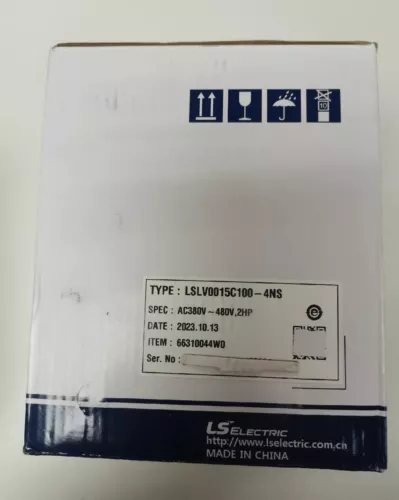 TYPE : LSLV0015C100-4NS
SPEC : AC380V~480V,2HP
DATE : 2023.10.13
ITEM : 66310044W0
Ser. No :
LS ELECTRIC
http://www.lselectric.com.cn
MADE IN CHINA